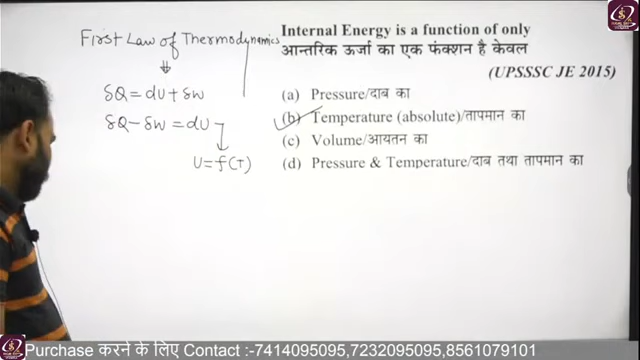 First Law of Thermodynamics
δQ = dU + δW
δQ - δW = dU
U = f(T)
Internal Energy is a function of only
आन्तरिक ऊर्जा का एक फंक्शन है केवल
(UPSSSC JE 2015)
(a) Pressure/दाब का
(b) Temperature (absolute)/तापमान का
(c) Volume/आयतन का
(d) Pressure & Temperature/दाब तथा तापमान का
Purchase करने के लिए Contact :-7414095095,7232095095,8561079101